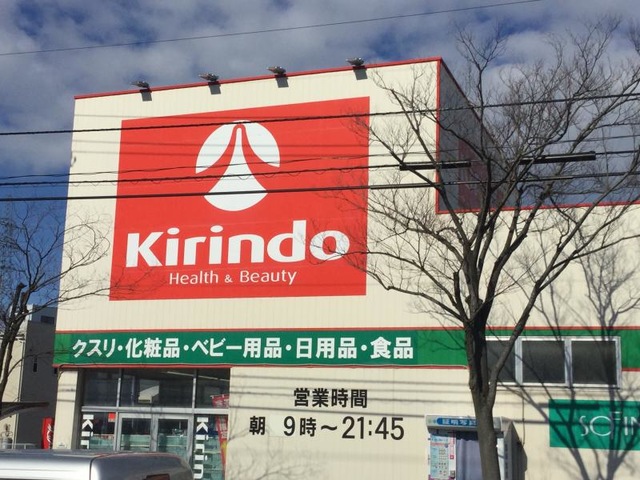 Kirindo
Health & Beauty
クスリ・化粧品・ベビー用品・日用品・食品
営業時間
朝 9時～21:45
SOFIN